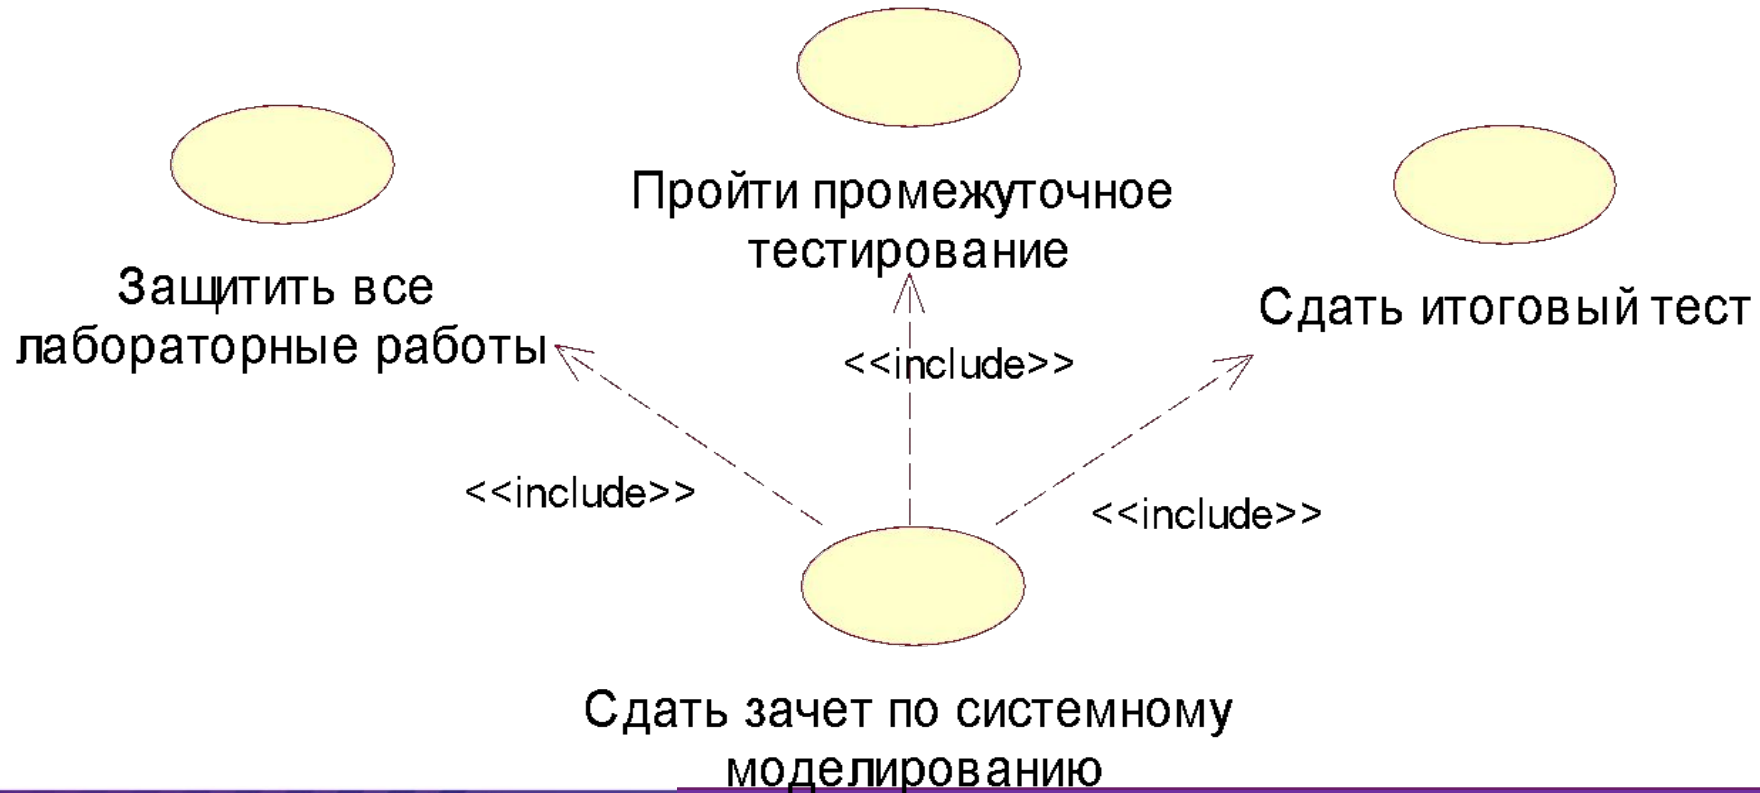 Пройти промежуточное
тестирование
Защитить все
лабораторные работы
Сдать итоговый тест
<<include>>
<<include>>
<<include>>
Сдать зачет по системному
моделированию